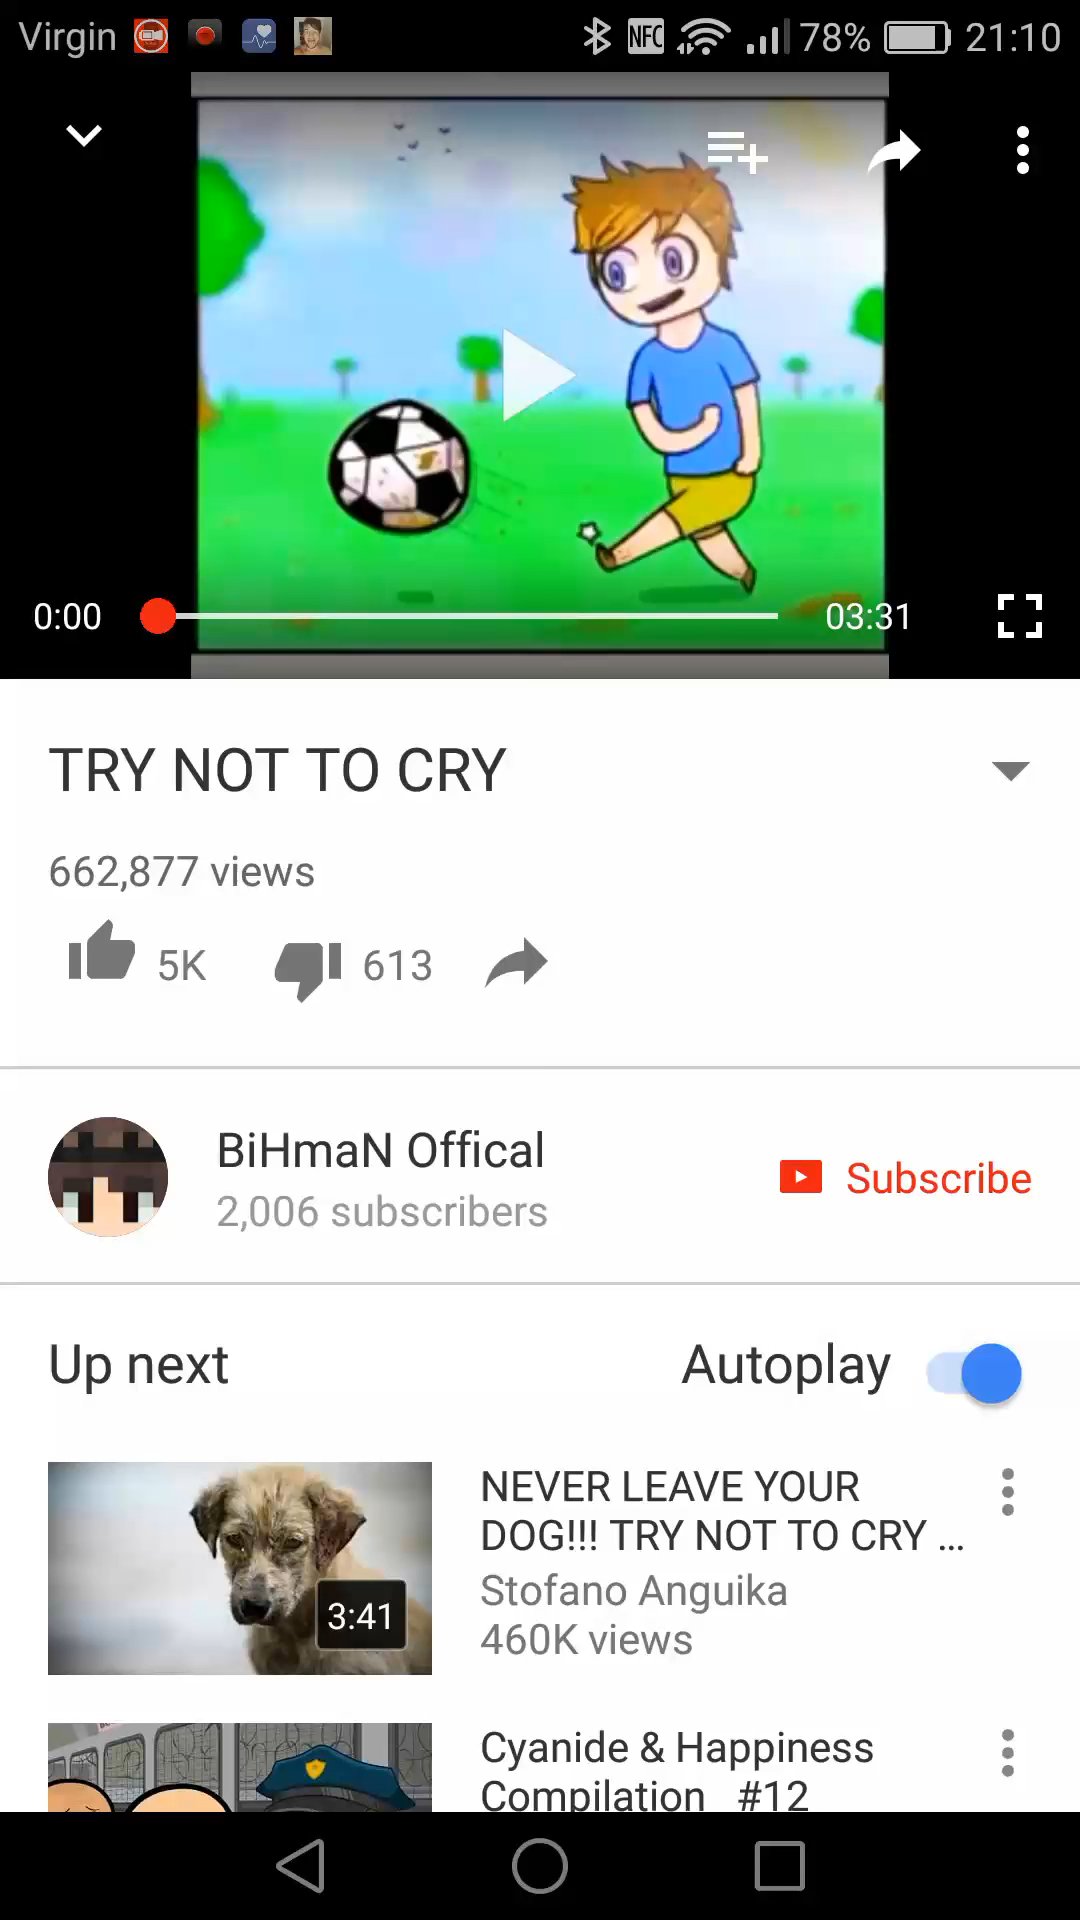 Virgin NFC 78% 21:10
0:00 03:31
TRY NOT TO CRY
662,877 views
5K 613
BiHmaN Offical
2,006 subscribers
Subscribe
Up next Autoplay
NEVER LEAVE YOUR
DOG!!! TRY NOT TO CRY ...
Stofano Anguika
460K views
3:41
Cyanide & Happiness
Compilation #12